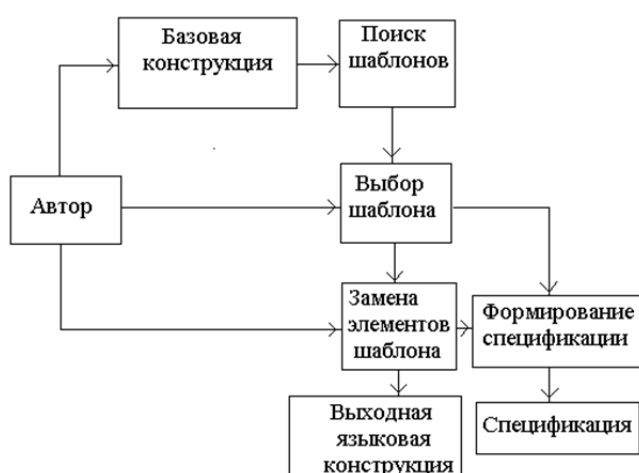 Базовая
конструкция
Поиск
шаблонов
Автор
Выбор
шаблона
Замена
элементов
шаблона
Формирование
спецификации
Выходная
языковая
конструкция
Спецификация